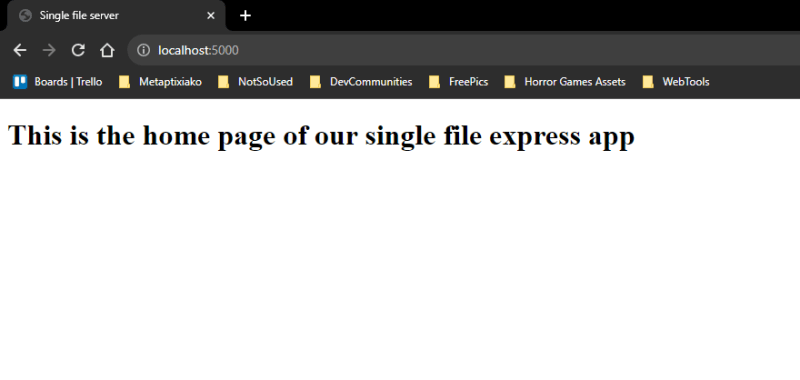 Single file server
localhost:5000
Boards | Trello Metaptixiako NotSoUsed DevCommunities FreePics Horror Games Assets WebTools
This is the home page of our single file express app